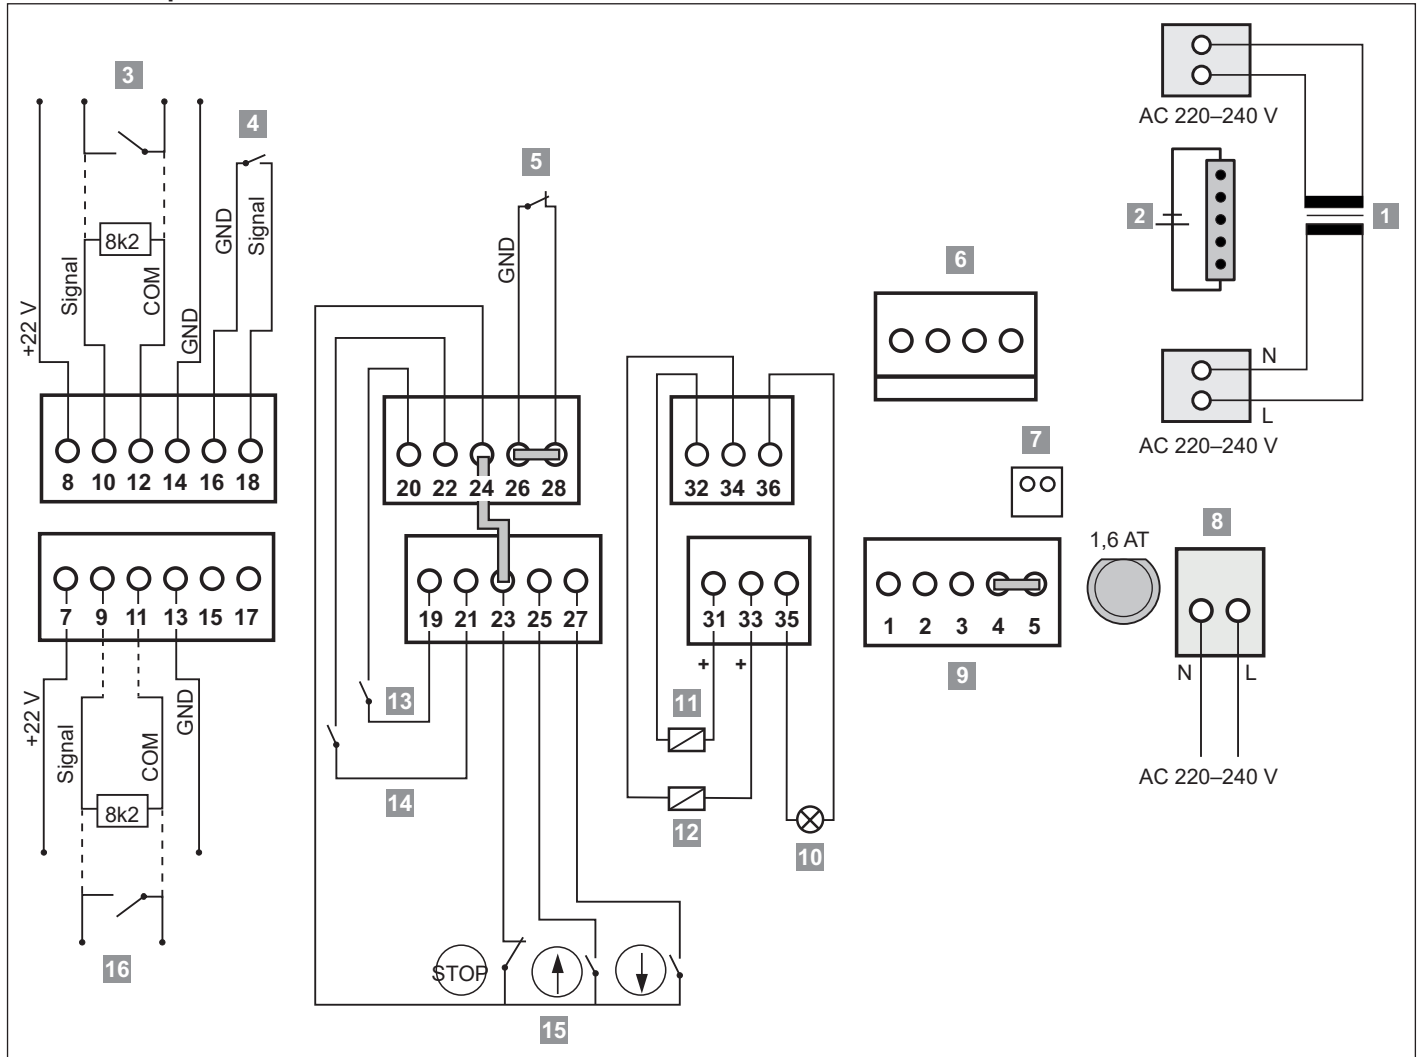 3
4
5
6
AC 220–240 V
2
1
+22 V
Signal
8k2
COM
GND
GND
Signal
GND
N
L
AC 220–240 V
8 10 12 14 16 18
20 22 24 26 28
32 34 36
7
8
1,6 AT
7 9 11 13 15 17
19 21 23 25 27
31 33 35
+ +
1 2 3 4 5
9
N L
AC 220–240 V
+22 V
Signal
8k2
COM
GND
13
14
11
12
10
STOP
15
16